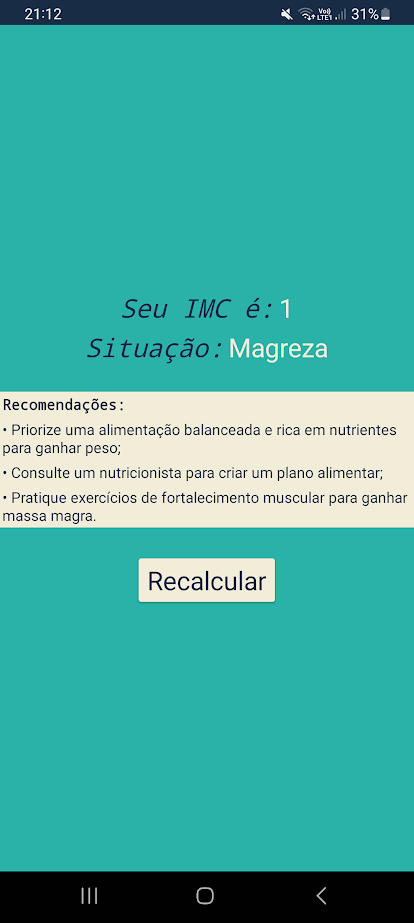 21:12 Vo)) LTE1 31%
Seu IMC é: 1
Situação: Magreza
Recomendações:
• Priorize uma alimentação balanceada e rica em nutrientes
para ganhar peso;
• Consulte um nutricionista para criar um plano alimentar;
• Pratique exercícios de fortalecimento muscular para ganhar
massa magra.
Recalcular